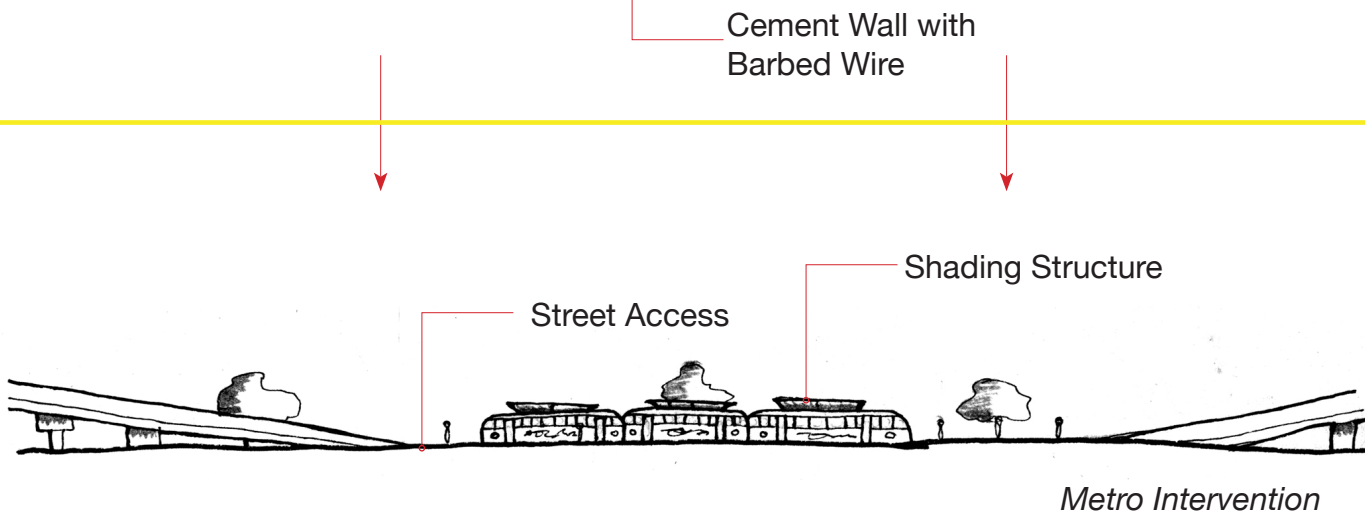 Cement Wall with
Barbed Wire
Shading Structure
Street Access
Metro Intervention